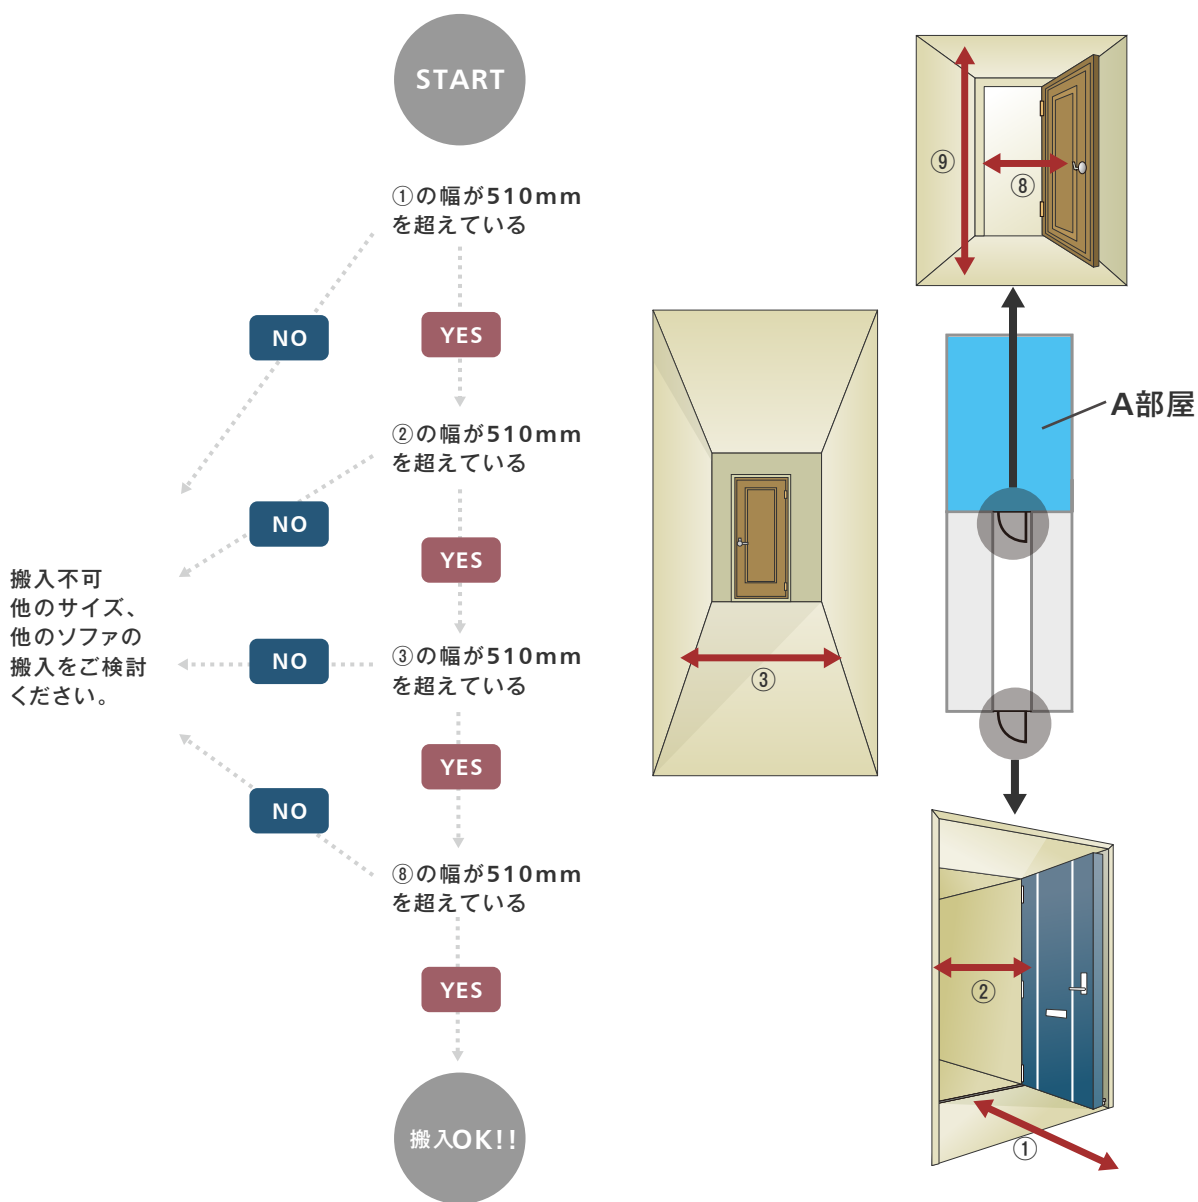 START
①の幅が510mm
を超えている
NO
YES
②の幅が510mm
を超えている
NO
YES
③の幅が510mm
を超えている
NO
YES
⑧の幅が510mm
を超えている
NO
YES
搬入OK!!
搬入不可
他のサイズ、
他のソファの
搬入をご検討
ください。
③
⑨
⑧
A部屋
②
①